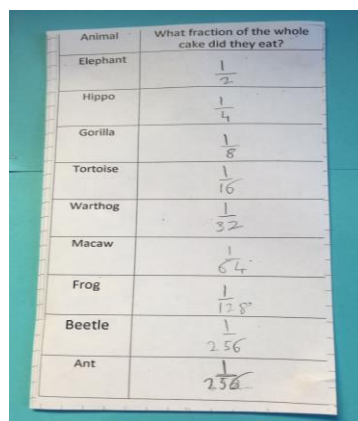 Animal What fraction of the whole cake did they eat?
Elephant 1/2
Hippo 1/4
Gorilla 1/8
Tortoise 1/16
Warthog 1/32
Macaw 1/64
Frog 1/128
Beetle 1/256
Ant 1/256